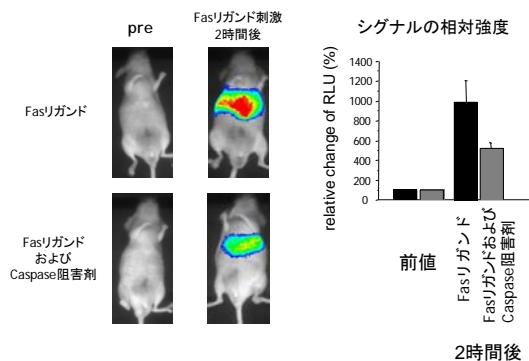 pre
Fasリガンド刺激
2時間後
Fasリガンド
Fasリガンド
および
Caspase阻害剤
シグナルの相対強度
relative change of RLU (%)
1400
1200
1000
800
600
400
200
0
前値
Fasリガンド
Fasリガンドおよび
Caspase阻害剤
2時間後